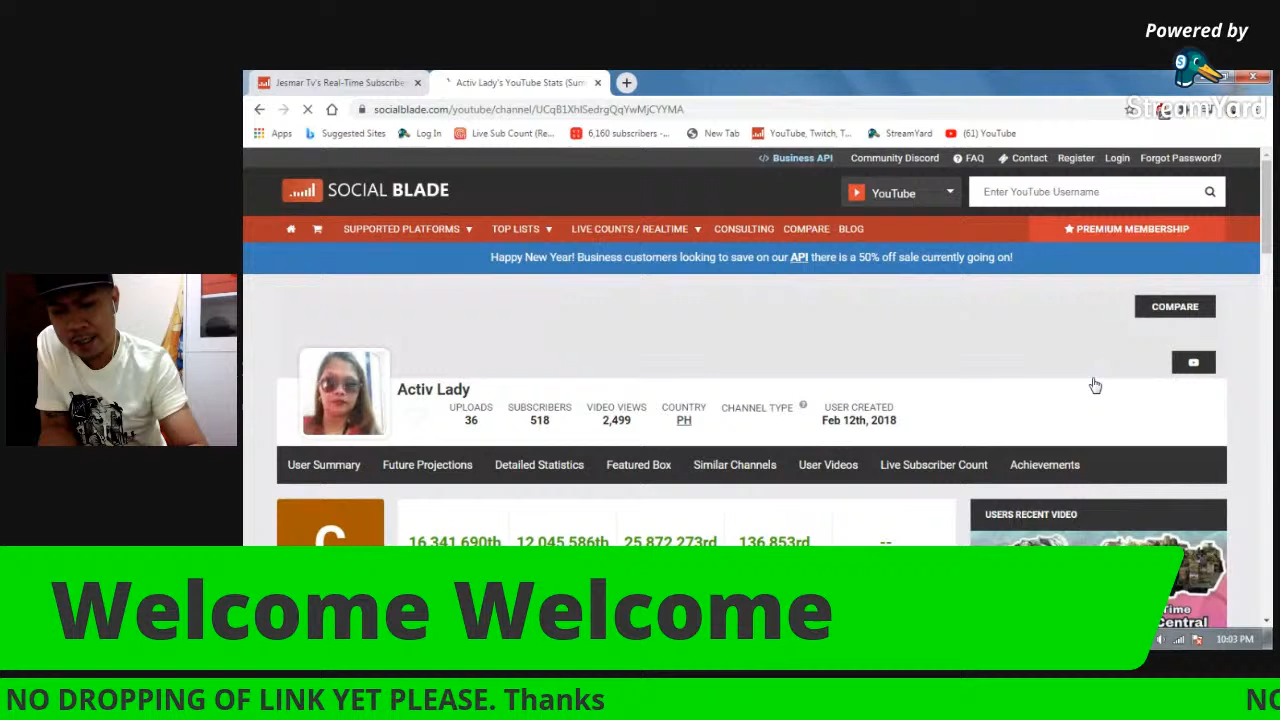 Powered by
StreamYard
Jesmar Tv's Real-Time Subscribe
Activ Lady's YouTube Stats (Sum
socialblade.com/youtube/channel/UCqB1XhISedrgQqYwMjCYYMA
Apps
Suggested Sites
Log In
Live Sub Count (Re...
6,160 subscribers -...
New Tab
YouTube, Twitch, T...
StreamYard
(61) YouTube
Business API
Community Discord
FAQ
Contact
Register
Login
Forgot Password?
SOCIAL BLADE
YouTube
Enter YouTube Username
SUPPORTED PLATFORMS
TOP LISTS
LIVE COUNTS / REALTIME
CONSULTING
COMPARE
BLOG
PREMIUM MEMBERSHIP
Happy New Year! Business customers looking to save on our API there is a 50% off sale currently going on!
COMPARE
Activ Lady
UPLOADS
36
SUBSCRIBERS
518
VIDEO VIEWS
2,499
COUNTRY
PH
CHANNEL TYPE
USER CREATED
Feb 12th, 2018
User Summary
Future Projections
Detailed Statistics
Featured Box
Similar Channels
User Videos
Live Subscriber Count
Achievements
16,341,690th
12,045,586th
25,872,273rd
136,853rd
--
USERS RECENT VIDEO
Time
Central
10:03 PM
Welcome Welcome
NO DROPPING OF LINK YET PLEASE. Thanks
NO